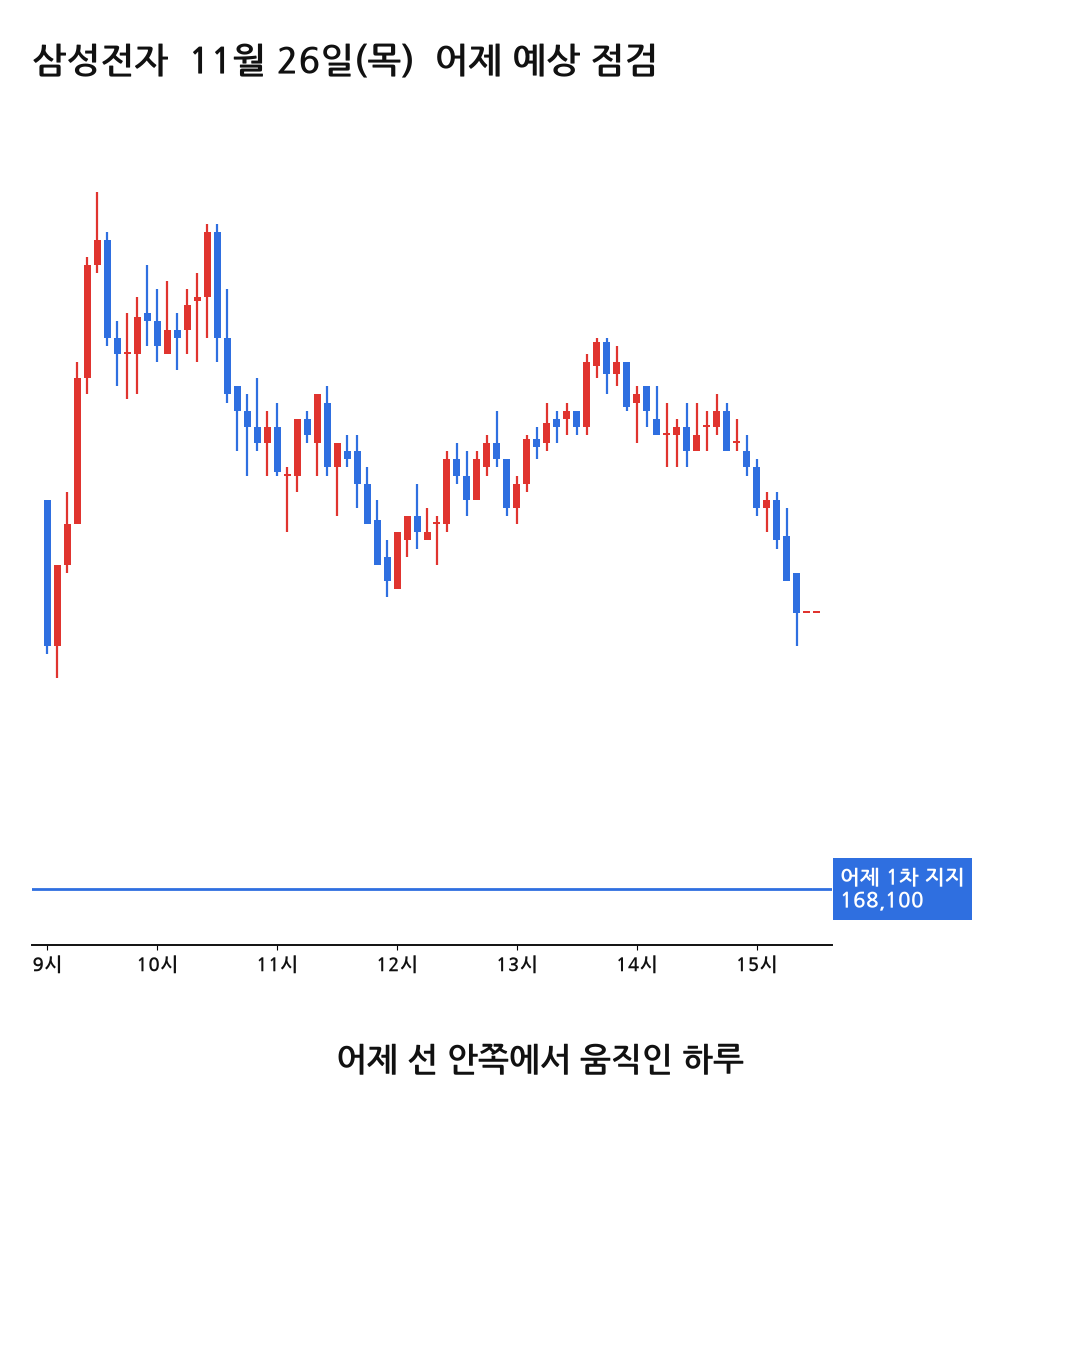 삼성전자 11월 26일(목) 어제 예상 점검
어제 1차 지지
168,100
9시 10시 11시 12시 13시 14시 15시
어제 선 안쪽에서 움직인 하루